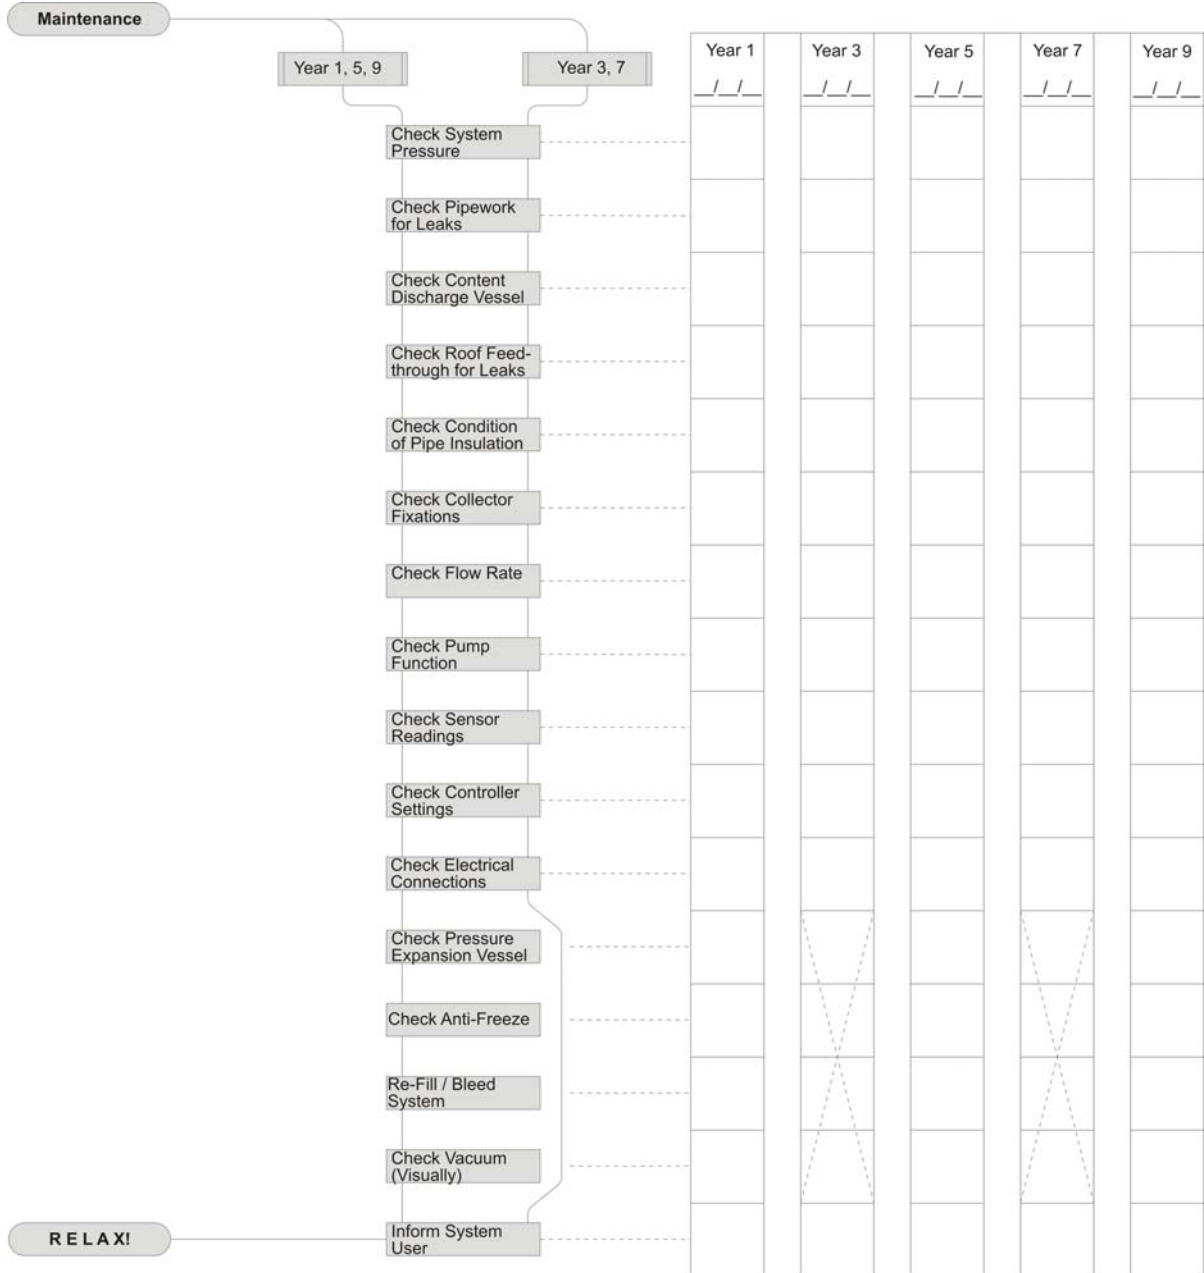 Maintenance
Year 1, 5, 9
Year 3, 7
Year 1
Year 3
Year 5
Year 7
Year 9
__/__/__
__/__/__
__/__/__
__/__/__
__/__/__
Check System
Pressure
Check Pipework
for Leaks
Check Content
Discharge Vessel
Check Roof Feed-
through for Leaks
Check Condition
of Pipe Insulation
Check Collector
Fixations
Check Flow Rate
Check Pump
Function
Check Sensor
Readings
Check Controller
Settings
Check Electrical
Connections
Check Pressure
Expansion Vessel
Check Anti-Freeze
Re-Fill / Bleed
System
Check Vacuum
(Visually)
R E L A X!
Inform System
User